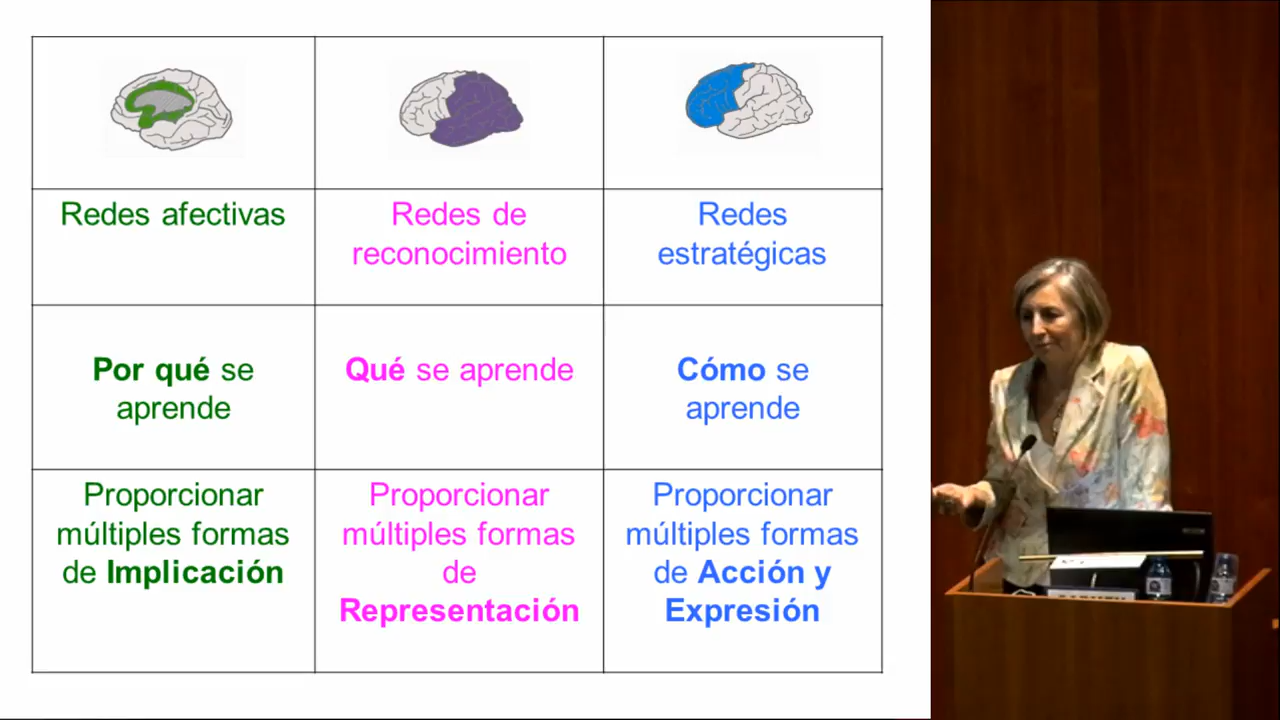 Redes afectivas
Redes de
reconocimiento
Redes
estratégicas
Por qué se
aprende
Qué se aprende
Cómo se
aprende
Proporcionar
múltiples formas
de Implicación
Proporcionar
múltiples formas
de
Representación
Proporcionar
múltiples formas
de Acción y
Expresión